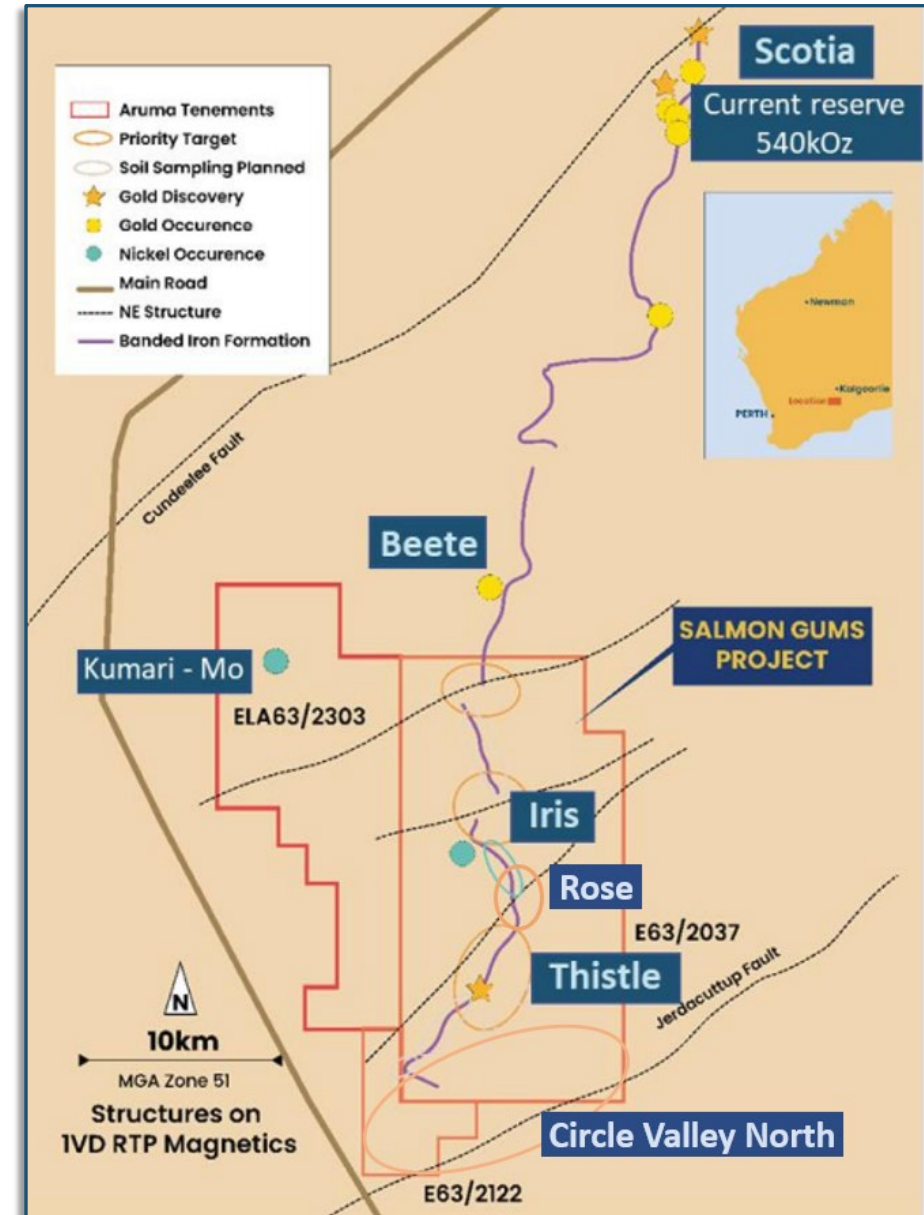 Aruma Tenements
Priority Target
Soil Sampling Planned
Gold Discovery
Gold Occurence
Nickel Occurence
Main Road
NE Structure
Banded Iron Formation
Scotia
Current reserve
540kOz
Newman
Kalgoorlie
Location
PERTH
Cundeelee Fault
Beete
SALMON GUMS
PROJECT
Kumari - Mo
ELA63/2303
Iris
Rose
E63/2037
Thistle
Jerdacuttup Fault
N
10km
MGA Zone 51
Structures on
1VD RTP Magnetics
Circle Valley North
E63/2122